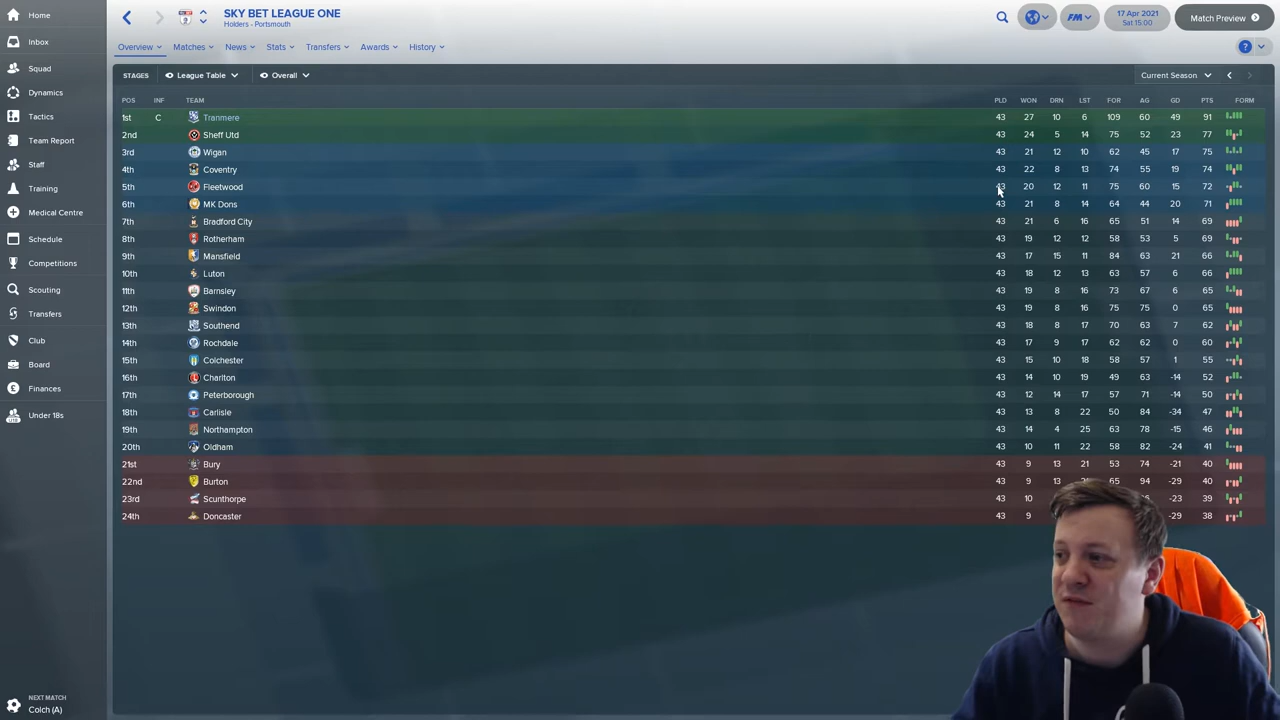 Home
Inbox
Squad
Dynamics
Tactics
Team Report
Staff
Training
Medical Centre
Schedule
Competitions
Scouting
Transfers
Club
Board
Finances
Under 18s
NEXT MATCH
Colch (A)
SKY BET LEAGUE ONE
Holders - Portsmouth
FM
17 Apr 2021
Sat 15:00
Match Preview
Overview Matches News Stats Transfers Awards History
?
STAGES League Table Overall Current Season
POS INF TEAM PLD WON DRN LST FOR AG GD PTS FORM
1st C Tranmere 43 27 10 6 109 60 49 91
2nd Sheff Utd 43 24 5 14 75 52 23 77
3rd Wigan 43 21 12 10 62 45 17 75
4th Coventry 43 22 8 13 74 55 19 74
5th Fleetwood 43 20 12 11 75 60 15 72
6th MK Dons 43 21 8 14 64 44 20 71
7th Bradford City 43 21 6 16 65 51 14 69
8th Rotherham 43 19 12 12 58 53 5 69
9th Mansfield 43 17 15 11 84 63 21 66
10th Luton 43 18 12 13 63 57 6 66
11th Barnsley 43 19 8 16 73 67 6 65
12th Swindon 43 19 8 16 75 75 0 65
13th Southend 43 18 8 17 70 63 7 62
14th Rochdale 43 17 9 17 62 62 0 60
15th Colchester 43 15 10 18 58 57 1 55
16th Charlton 43 14 10 19 49 63 -14 52
17th Peterborough 43 12 14 17 57 71 -14 50
18th Carlisle 43 13 8 22 50 84 -34 47
19th Northampton 43 14 4 25 63 78 -15 46
20th Oldham 43 10 11 22 58 82 -24 41
21st Bury 43 9 13 21 53 74 -21 40
22nd Burton 43 9 13 65 94 -29 40
23rd Scunthorpe 43 10 -23 39
24th Doncaster 43 9 -29 38